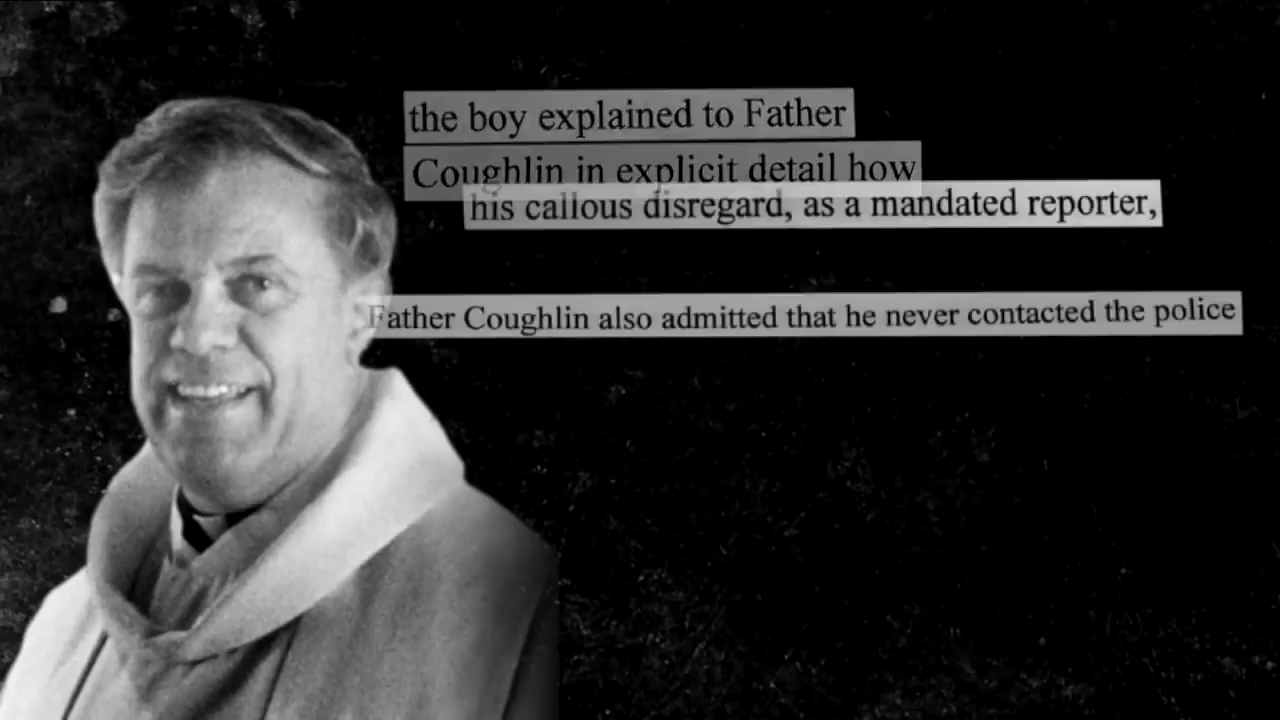 the boy explained to Father
Coughlin in explicit detail how
his callous disregard, as a mandated reporter,
Father Coughlin also admitted that he never contacted the police